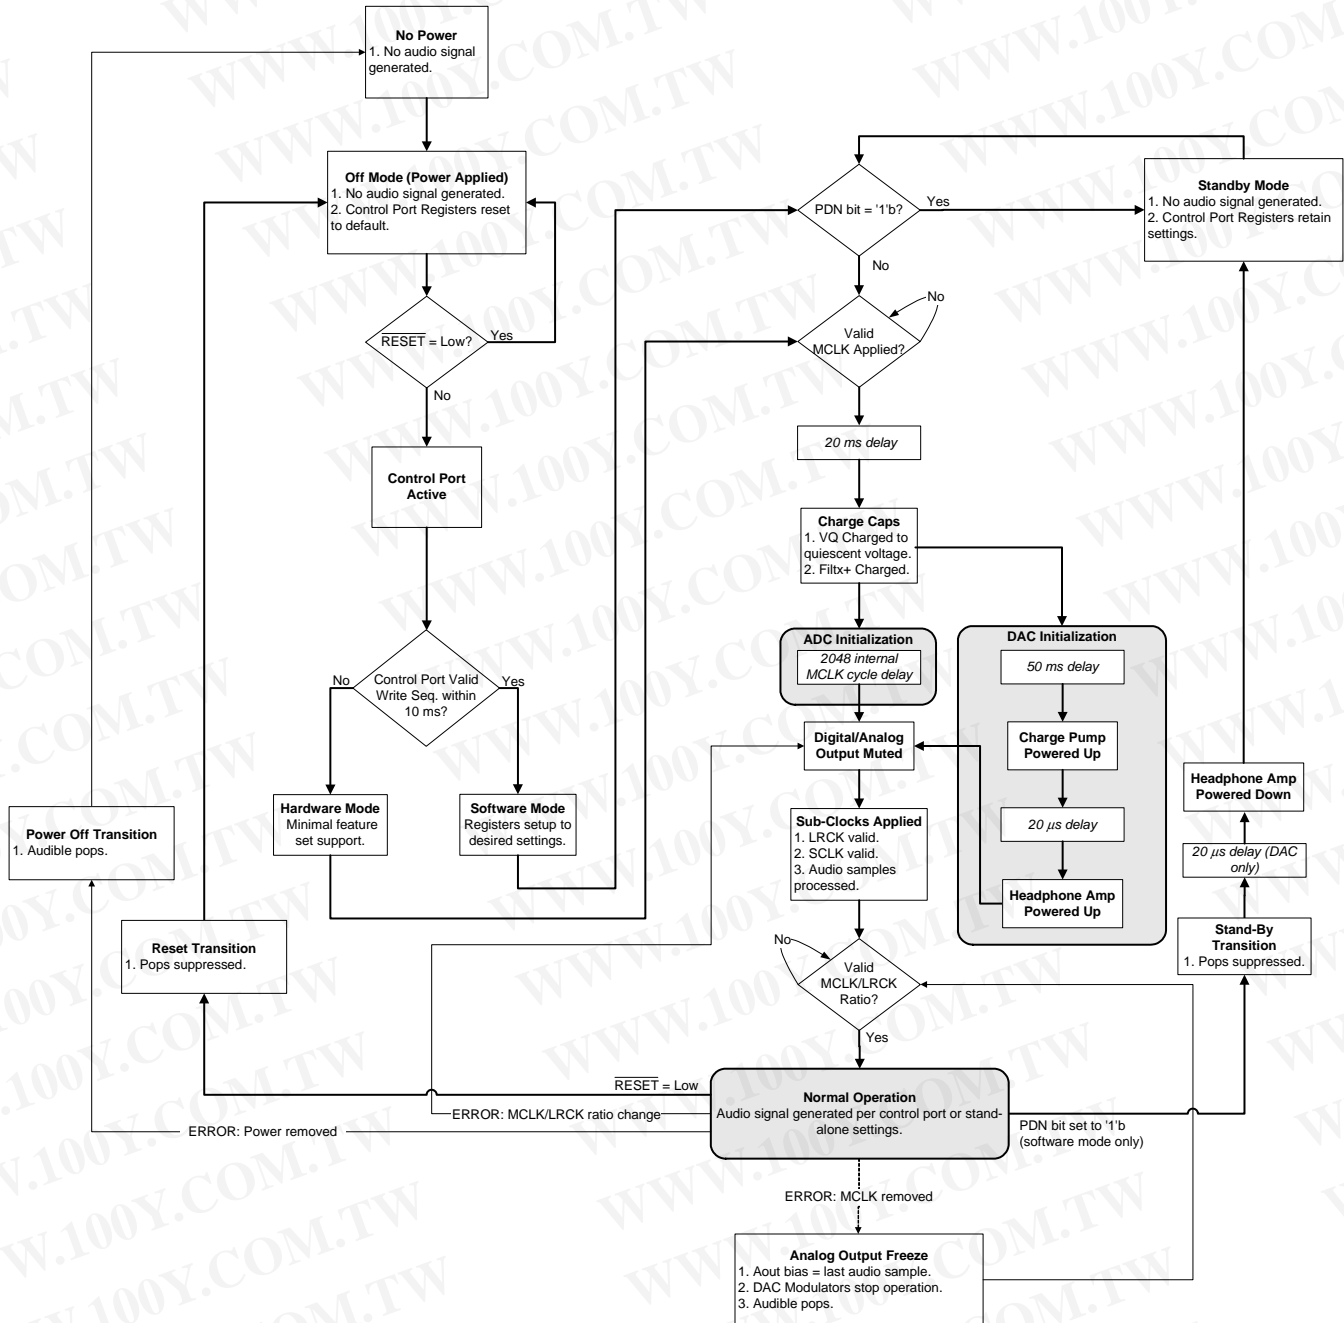 No Power
1. No audio signal
generated.
Off Mode (Power Applied)
1. No audio signal generated.
2. Control Port Registers reset
to default.
RESET = Low?
Yes
No
Control Port
Active
Control Port Valid
Write Seq. within
10 ms?
No
Yes
Hardware Mode
Minimal feature
set support.
Software Mode
Registers setup to
desired settings.
Power Off Transition
1. Audible pops.
Reset Transition
1. Pops suppressed.
PDN bit = '1'b?
Yes
No
Standby Mode
1. No audio signal generated.
2. Control Port Registers retain
settings.
Valid
MCLK Applied?
No
20 ms delay
Charge Caps
1. VQ Charged to
quiescent voltage.
2. Filtx+ Charged.
ADC Initialization
2048 internal
MCLK cycle delay
DAC Initialization
50 ms delay
Charge Pump
Powered Up
20 μs delay
Headphone Amp
Powered Up
Digital/Analog
Output Muted
Sub-Clocks Applied
1. LRCK valid.
2. SCLK valid.
3. Audio samples
processed.
Headphone Amp
Powered Down
20 μs delay (DAC
only)
Stand-By
Transition
1. Pops suppressed.
No
Valid
MCLK/LRCK
Ratio?
Yes
RESET = Low
ERROR: MCLK/LRCK ratio change
ERROR: Power removed
Normal Operation
Audio signal generated per control port or stand-
alone settings.
PDN bit set to '1'b
(software mode only)
ERROR: MCLK removed
Analog Output Freeze
1. Aout bias = last audio sample.
2. DAC Modulators stop operation.
3. Audible pops.
WWW.100Y.COM.TW